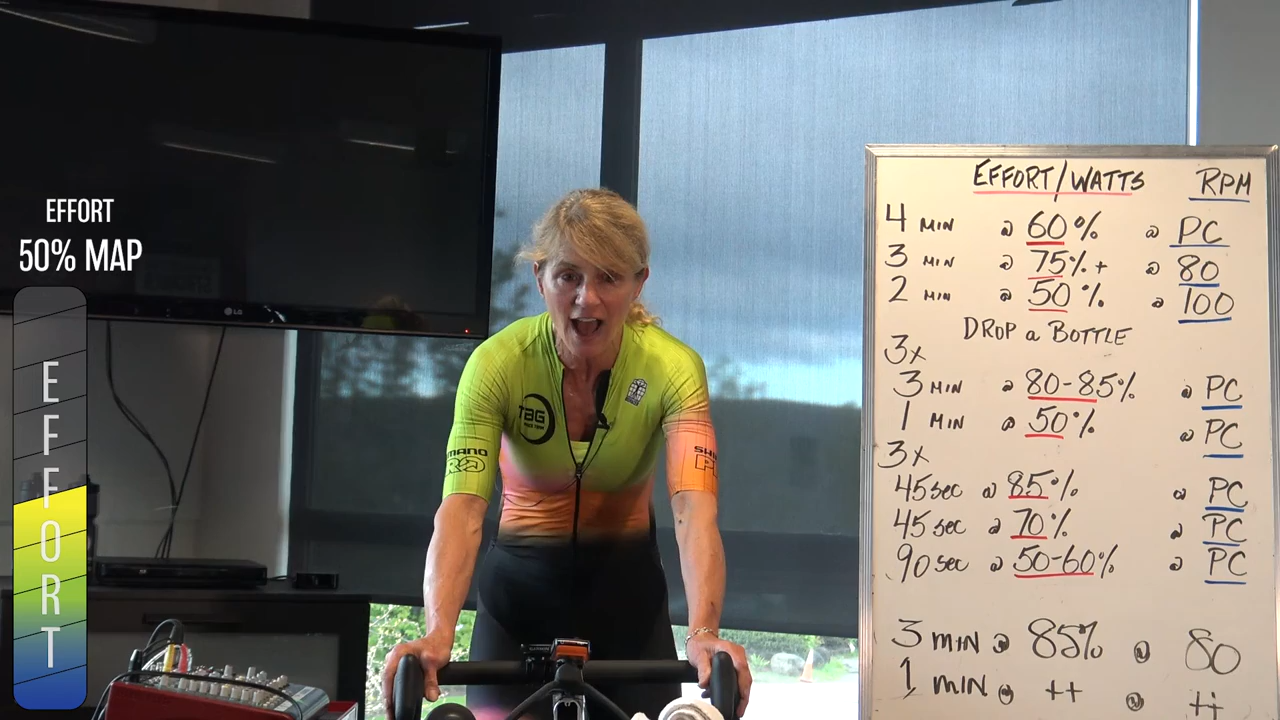 EFFORT
50% MAP
EFFORT
LG
TBG
MANO
SHI
P
EFFORT/WATTS RPM
4 MIN @ 60% @ PC
3 MIN @ 75%+ @ 80
2 MIN @ 50% @ 100
DROP a BOTTLE
3x
3 MIN @ 80-85% @ PC
1 MIN @ 50% @ PC
3x
45sec @ 85% @ PC
45sec @ 70% @ PC
90sec @ 50-60% @ PC
3 MIN @ 85% @ 80
1 MIN @ ++ @ ++